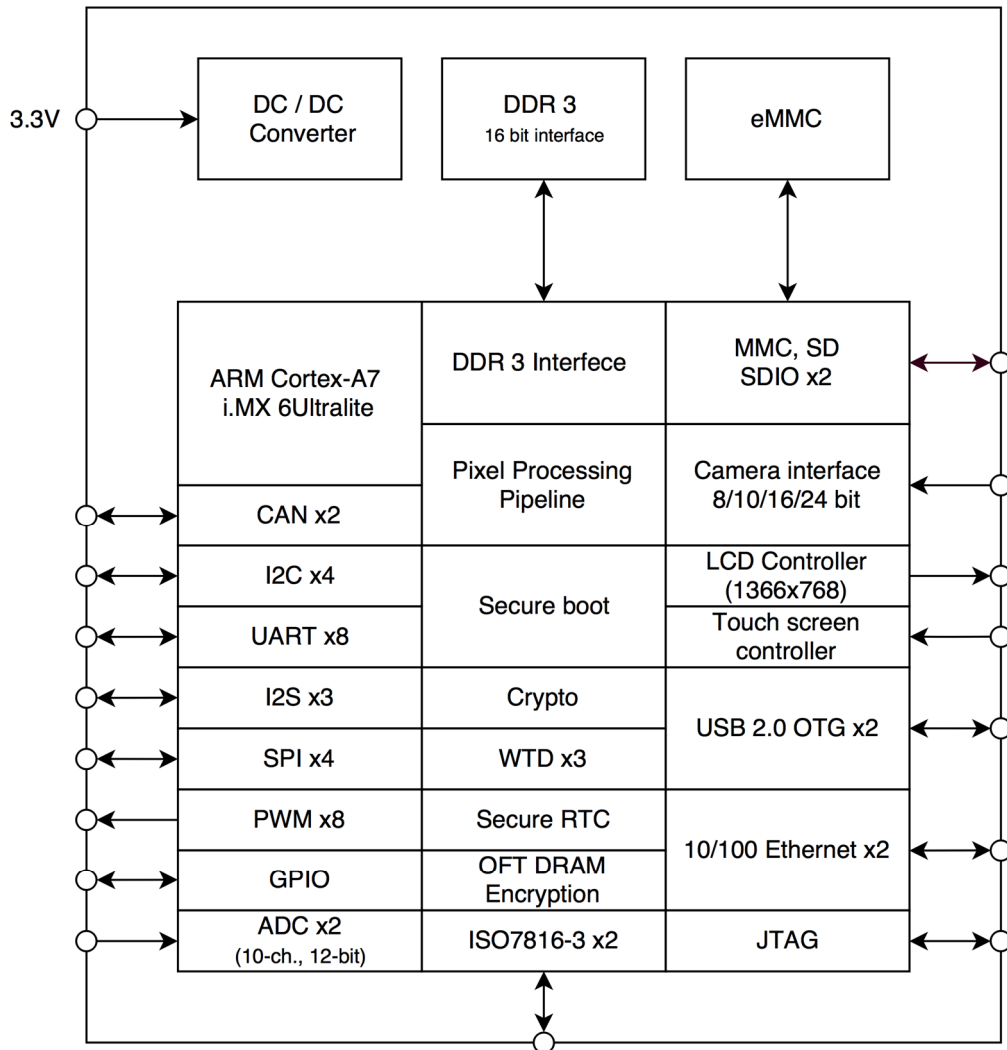 3.3V
DC / DC
Converter
DDR 3
16 bit interface
eMMC
ARM Cortex-A7
i.MX 6Ultralite
DDR 3 Interfece
MMC, SD
SDIO x2
Pixel Processing
Pipeline
Camera interface
8/10/16/24 bit
CAN x2
I2C x4
Secure boot
LCD Controller
(1366x768)
UART x8
Touch screen
controller
I2S x3
Crypto
USB 2.0 OTG x2
SPI x4
WTD x3
PWM x8
Secure RTC
10/100 Ethernet x2
GPIO
OFT DRAM
Encryption
ADC x2
(10-ch., 12-bit)
ISO7816-3 x2
JTAG